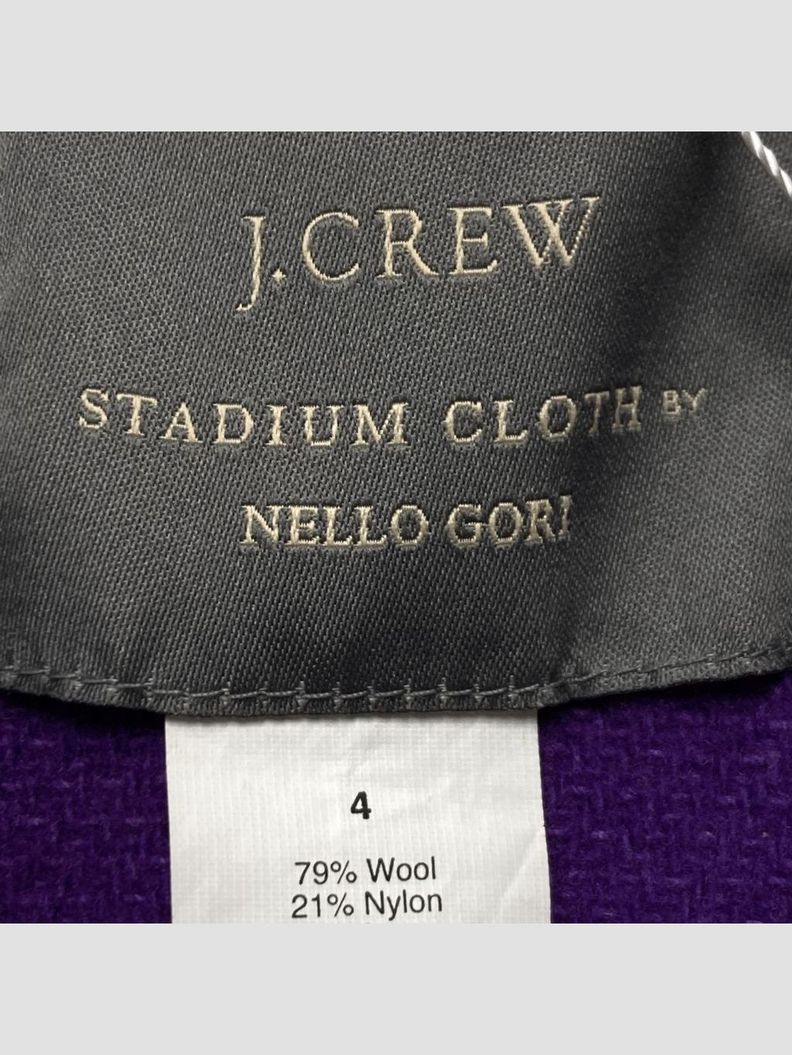 J.CREW
STADIUM CLOTH BY
NELLO GORI
4
79% Wool
21% Nylon